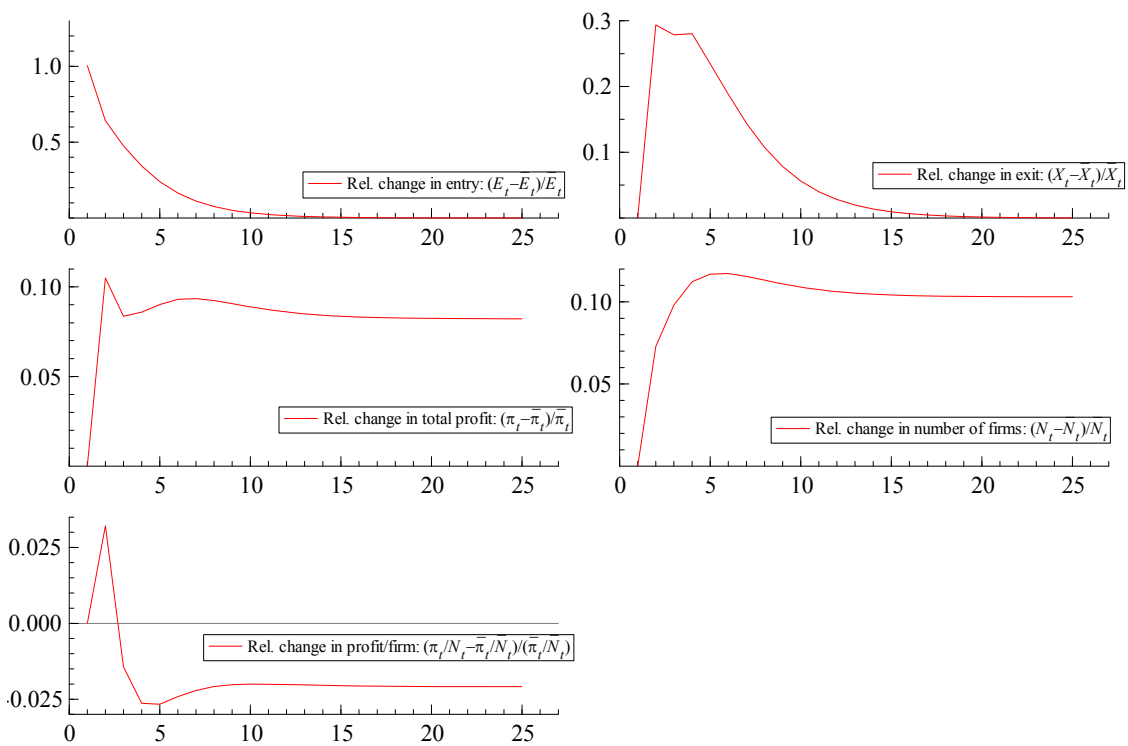 1.0
0.5
0 5 10 15 20 25
Rel. change in entry: (E_t−E̅_t)/E̅_t
0.3
0.2
0.1
0 5 10 15 20 25
Rel. change in exit: (X_t−X̅_t)/X̅_t
0.10
0.05
0 5 10 15 20 25
Rel. change in total profit: (π_t−π̅_t)/π̅_t
0.10
0.05
0 5 10 15 20 25
Rel. change in number of firms: (N_t−N̅_t)/N̅_t
0.025
0.000
-0.025
0 5 10 15 20 25
Rel. change in profit/firm: (π_t/N_t−π̅_t/N̅_t)/(π̅_t/N̅_t)